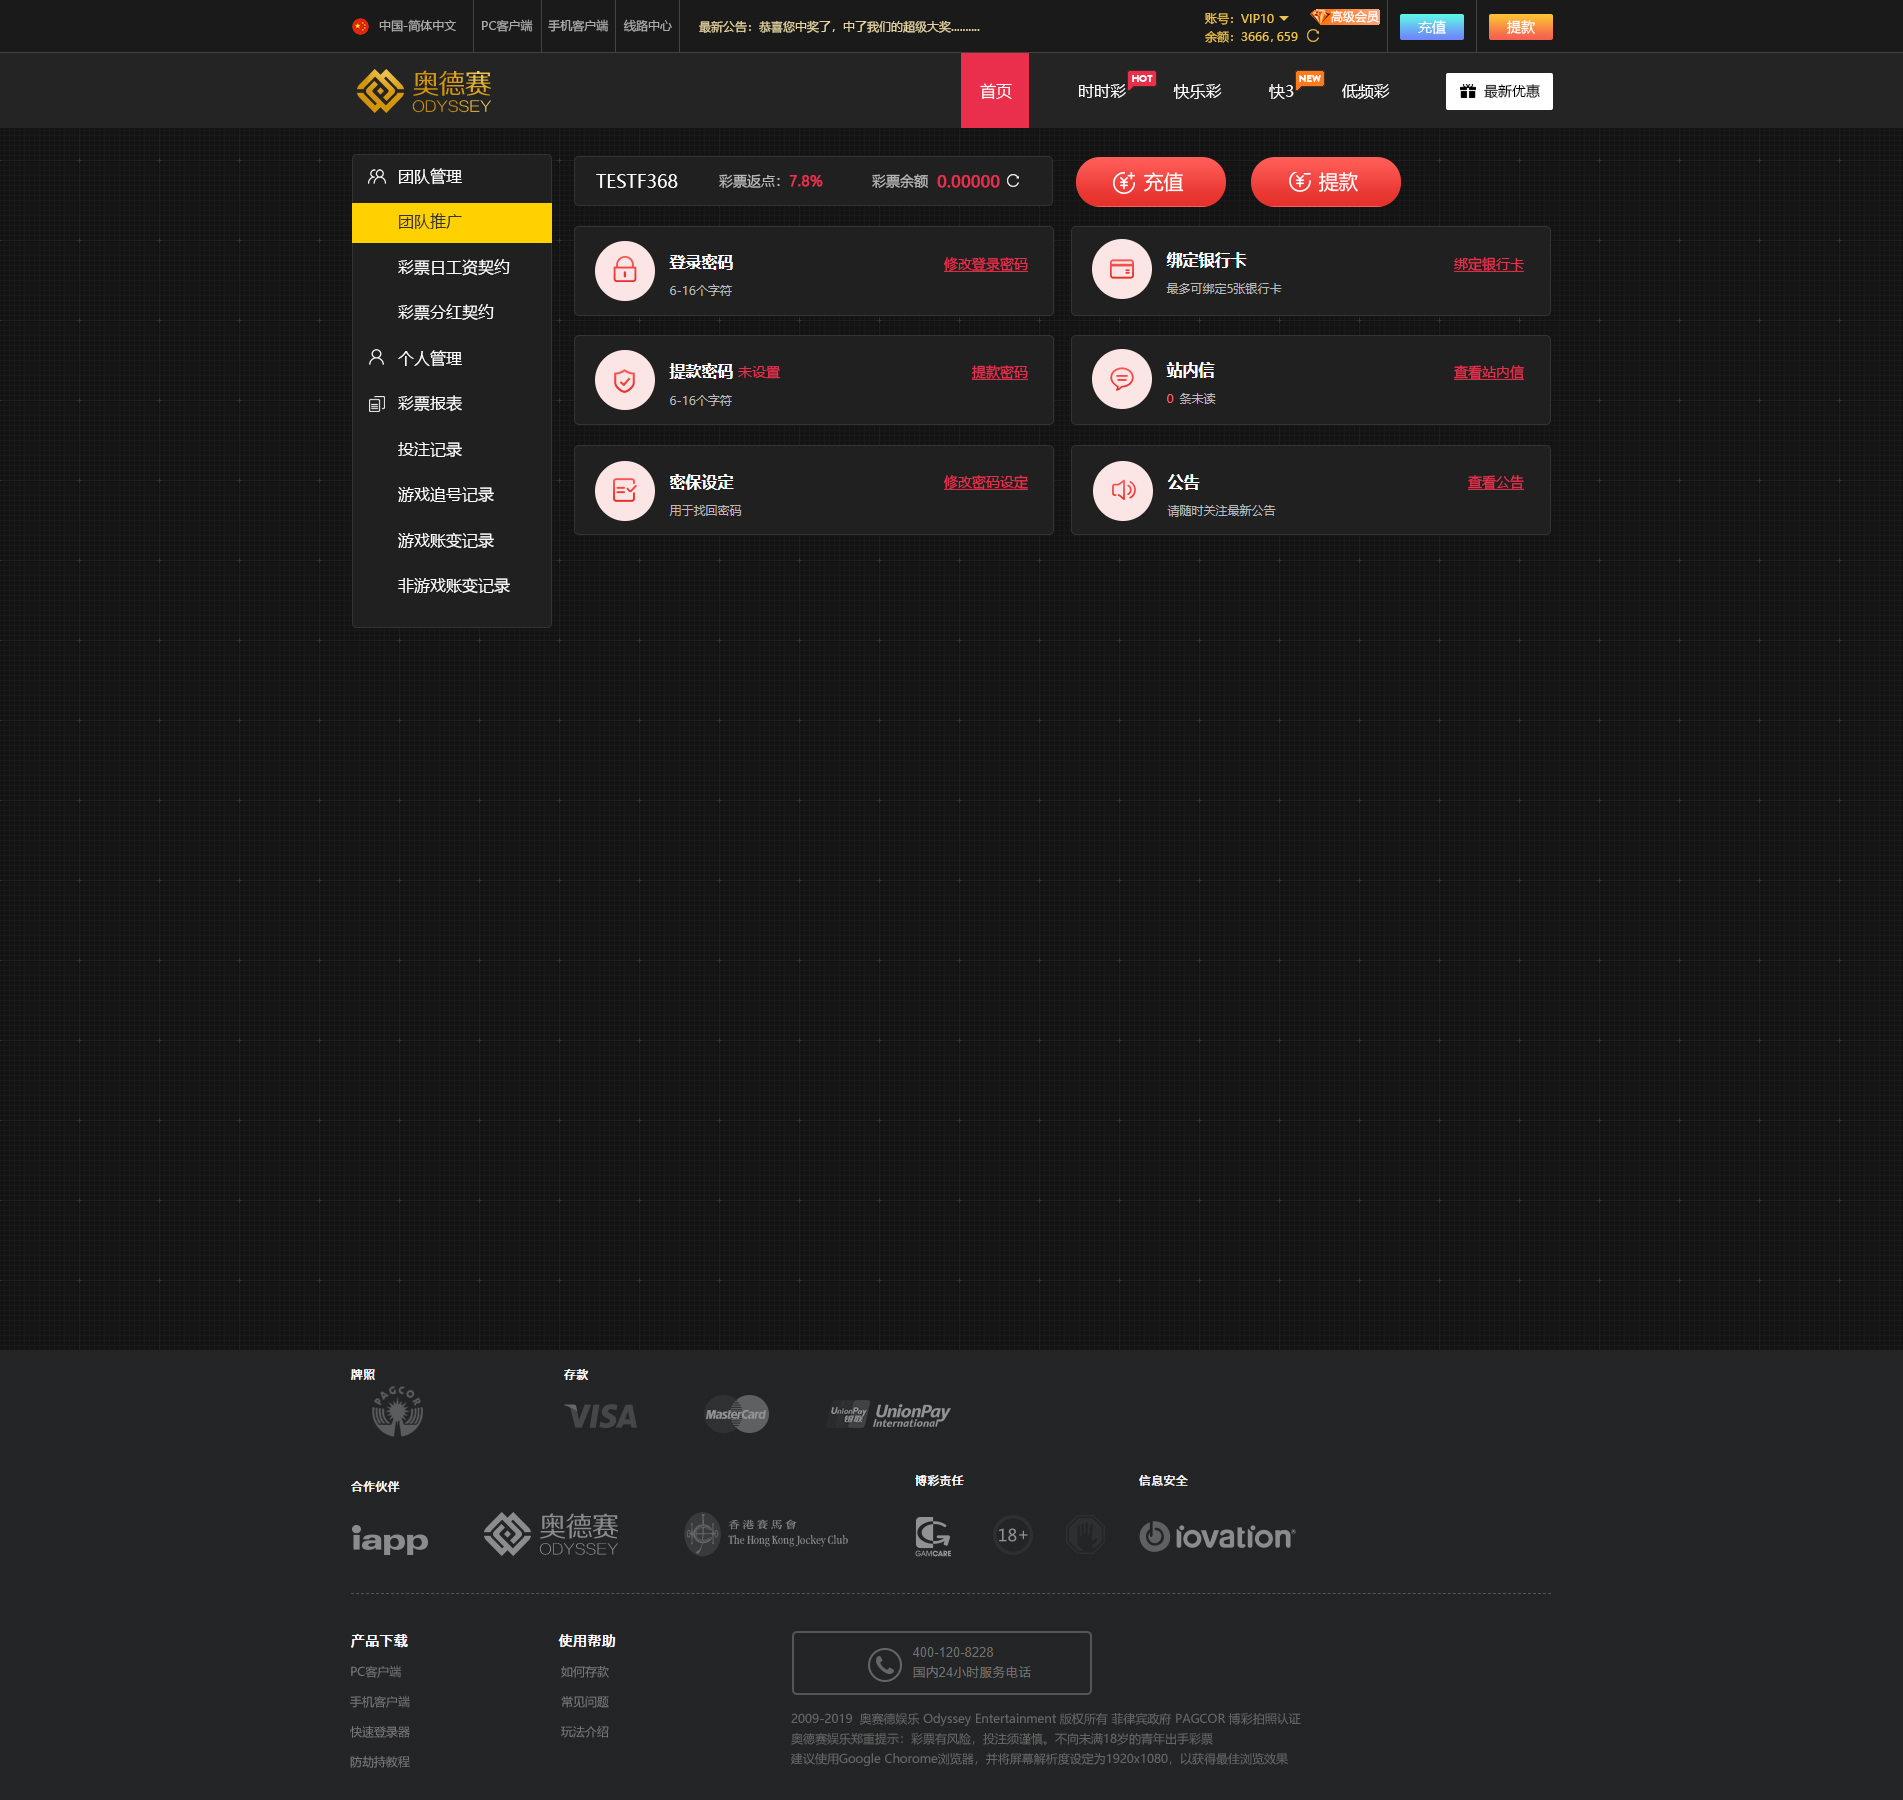 中国-简体中文
PC客户端
手机客户端
线路中心
最新公告：恭喜您中奖了，中了我们的超级大奖..........
账号：VIP10
高级会员
余额：3666,659
充值
提款
奥德赛
ODYSSEY
首页
时时彩
HOT
快乐彩
快3
NEW
低频彩
最新优惠
团队管理
团队推广
彩票日工资契约
彩票分红契约
个人管理
彩票报表
投注记录
游戏追号记录
游戏账变记录
非游戏账变记录
TESTF368
彩票返点：7.8%
彩票余额 0.00000
充值
提款
登录密码
修改登录密码
6-16个字符
绑定银行卡
绑定银行卡
最多可绑定5张银行卡
提款密码 未设置
提款密码
6-16个字符
站内信
查看站内信
0 条未读
密保设定
修改密码设定
用于找回密码
公告
查看公告
请随时关注最新公告
牌照
存款
PAGCOR
VISA
MasterCard
UnionPay
银联
UnionPay
International
合作伙伴
博彩责任
信息安全
iapp
奥德赛
ODYSSEY
香港賽馬會
The Hong Kong Jockey Club
GAMCARE
18+
iovation
产品下载
PC客户端
手机客户端
快速登录器
防劫持教程
使用帮助
如何存款
常见问题
玩法介绍
400-120-8228
国内24小时服务电话
2009-2019 奥赛德娱乐 Odyssey Entertainment 版权所有 菲律宾政府 PAGCOR 博彩拍照认证
奥德赛娱乐郑重提示：彩票有风险，投注须谨慎。不向未满18岁的青年出手彩票
建议使用Google Chorome浏览器，并将屏幕解析度设定为1920x1080，以获得最佳浏览效果